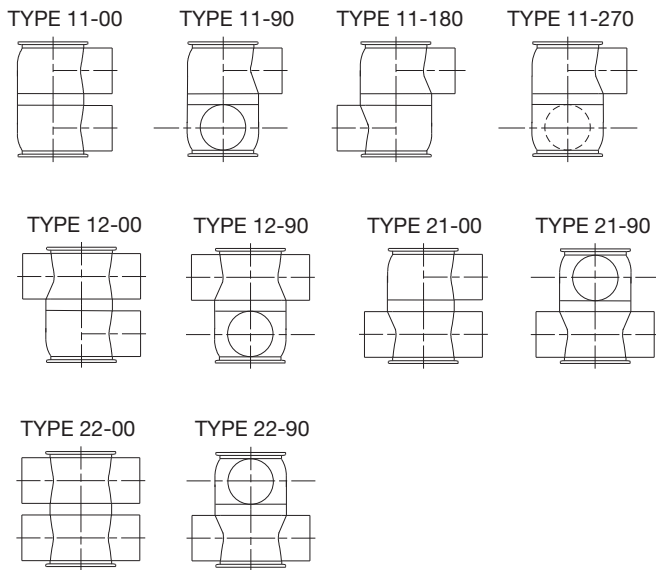 TYPE 11-00
TYPE 11-90
TYPE 11-180
TYPE 11-270
TYPE 12-00
TYPE 12-90
TYPE 21-00
TYPE 21-90
TYPE 22-00
TYPE 22-90